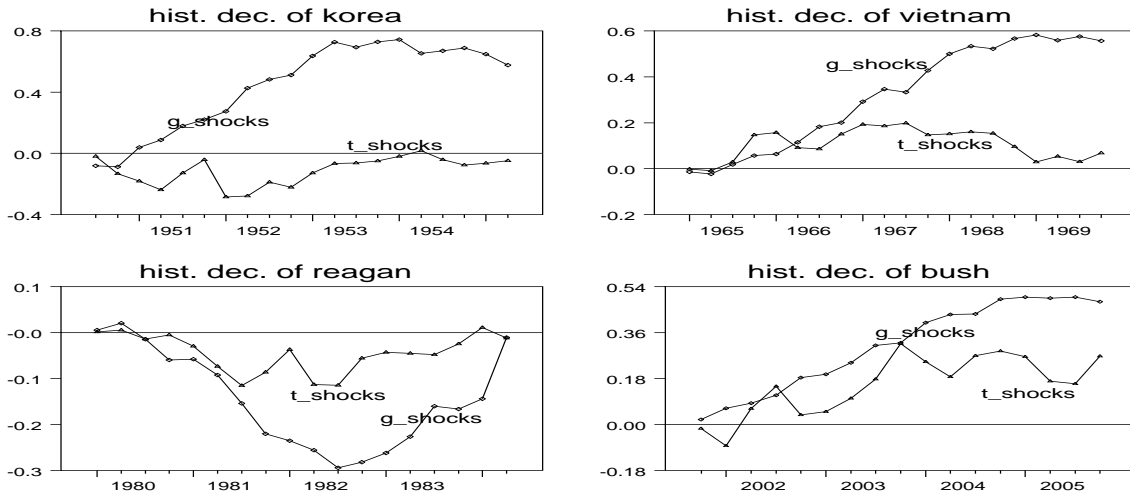 hist. dec. of korea
0.8
0.4
0.0
-0.4
g_shocks
t_shocks
1951 1952 1953 1954
hist. dec. of vietnam
0.6
0.4
0.2
0.0
-0.2
g_shocks
t_shocks
1965 1966 1967 1968 1969
hist. dec. of reagan
0.1
-0.0
-0.1
-0.2
-0.3
t_shocks
g_shocks
1980 1981 1982 1983
hist. dec. of bush
0.54
0.36
0.18
0.00
-0.18
g_shocks
t_shocks
2002 2003 2004 2005